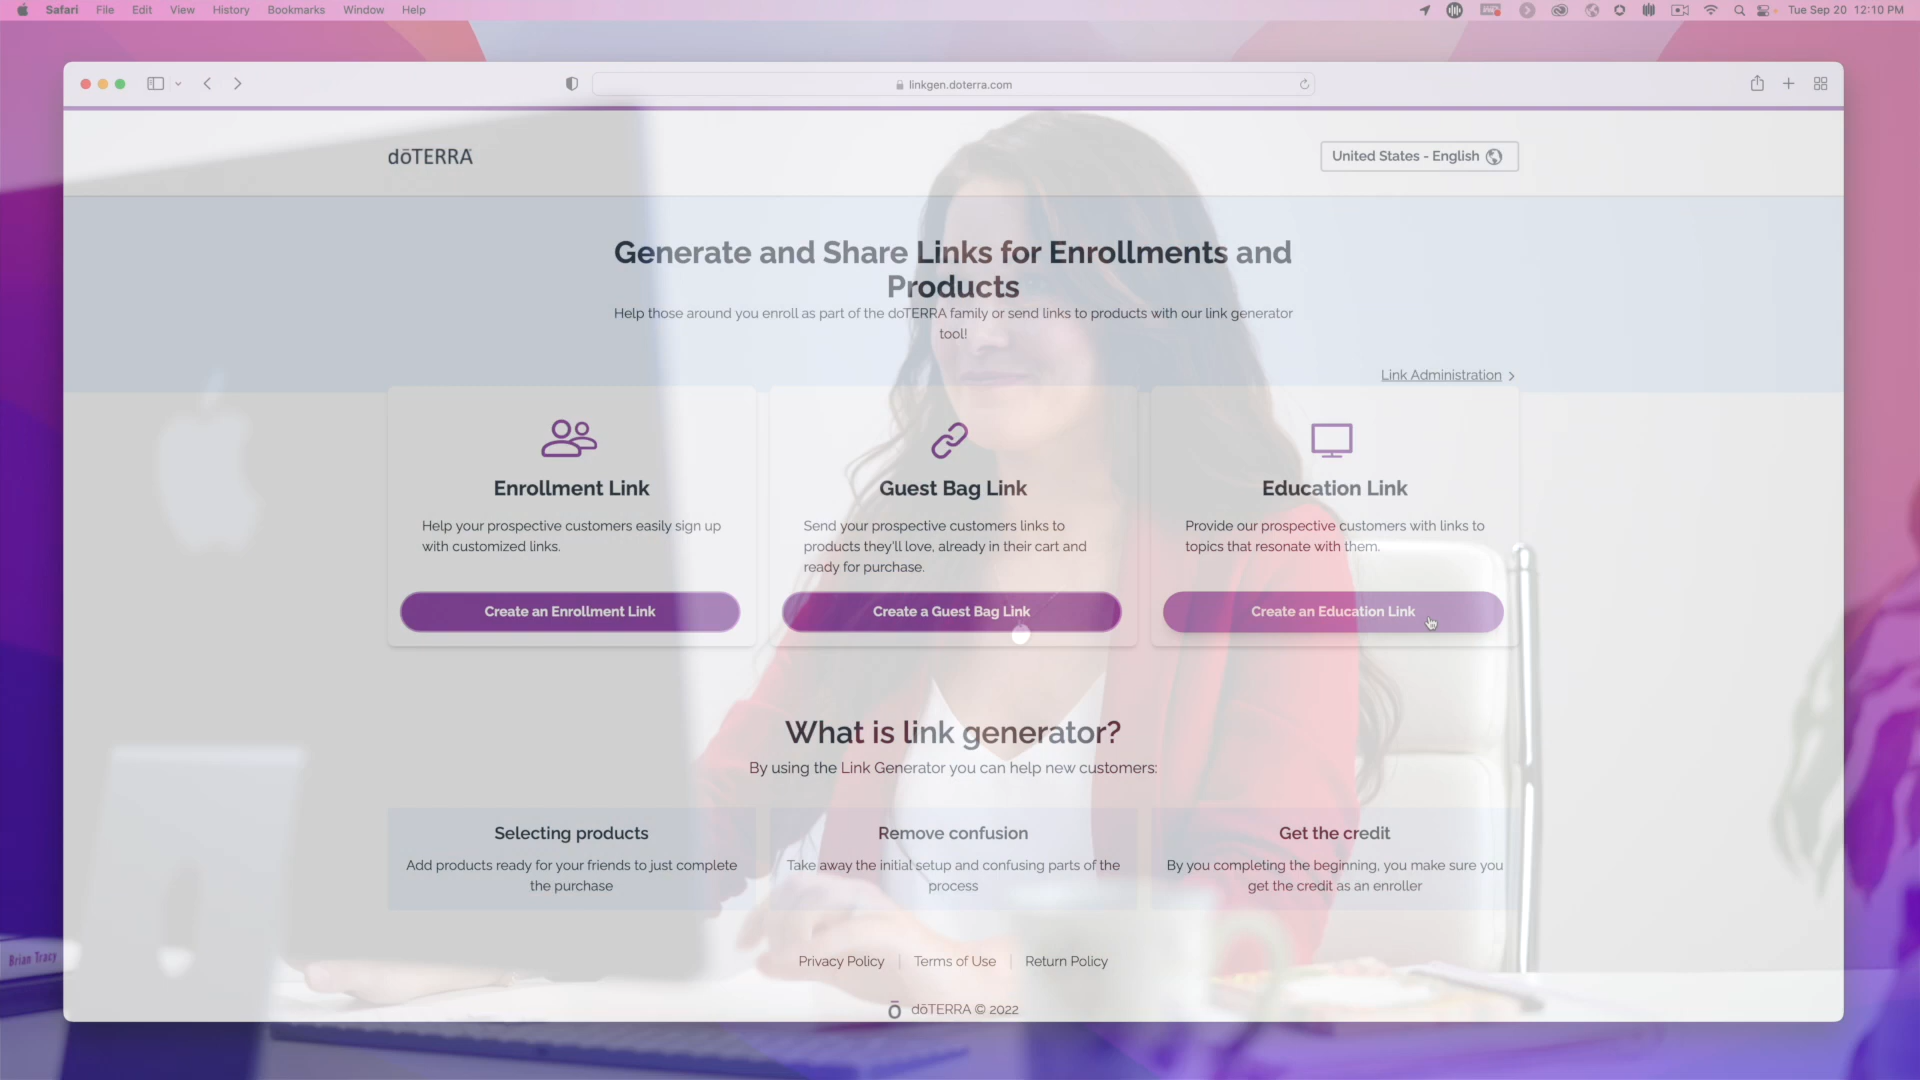 Safari File Edit View History Bookmarks Window Help
Tue Sep 20 12:10 PM
linkgen.doterra.com
dōTERRA
United States - English
Generate and Share Links for Enrollments and
Products
Help those around you enroll as part of the doTERRA family or send links to products with our link generator
tool!
Link Administration
Enrollment Link
Help your prospective customers easily sign up
with customized links.
Create an Enrollment Link
Guest Bag Link
Send your prospective customers links to
products they'll love, already in their cart and
ready for purchase.
Create a Guest Bag Link
Education Link
Provide our prospective customers with links to
topics that resonate with them.
Create an Education Link
What is link generator?
By using the Link Generator you can help new customers:
Selecting products
Add products ready for your friends to just complete
the purchase
Remove confusion
Take away the initial setup and confusing parts of the
process
Get the credit
By you completing the beginning, you make sure you
get the credit as an enroller
Brian Tracy
Privacy Policy
Terms of Use
Return Policy
dōTERRA © 2022